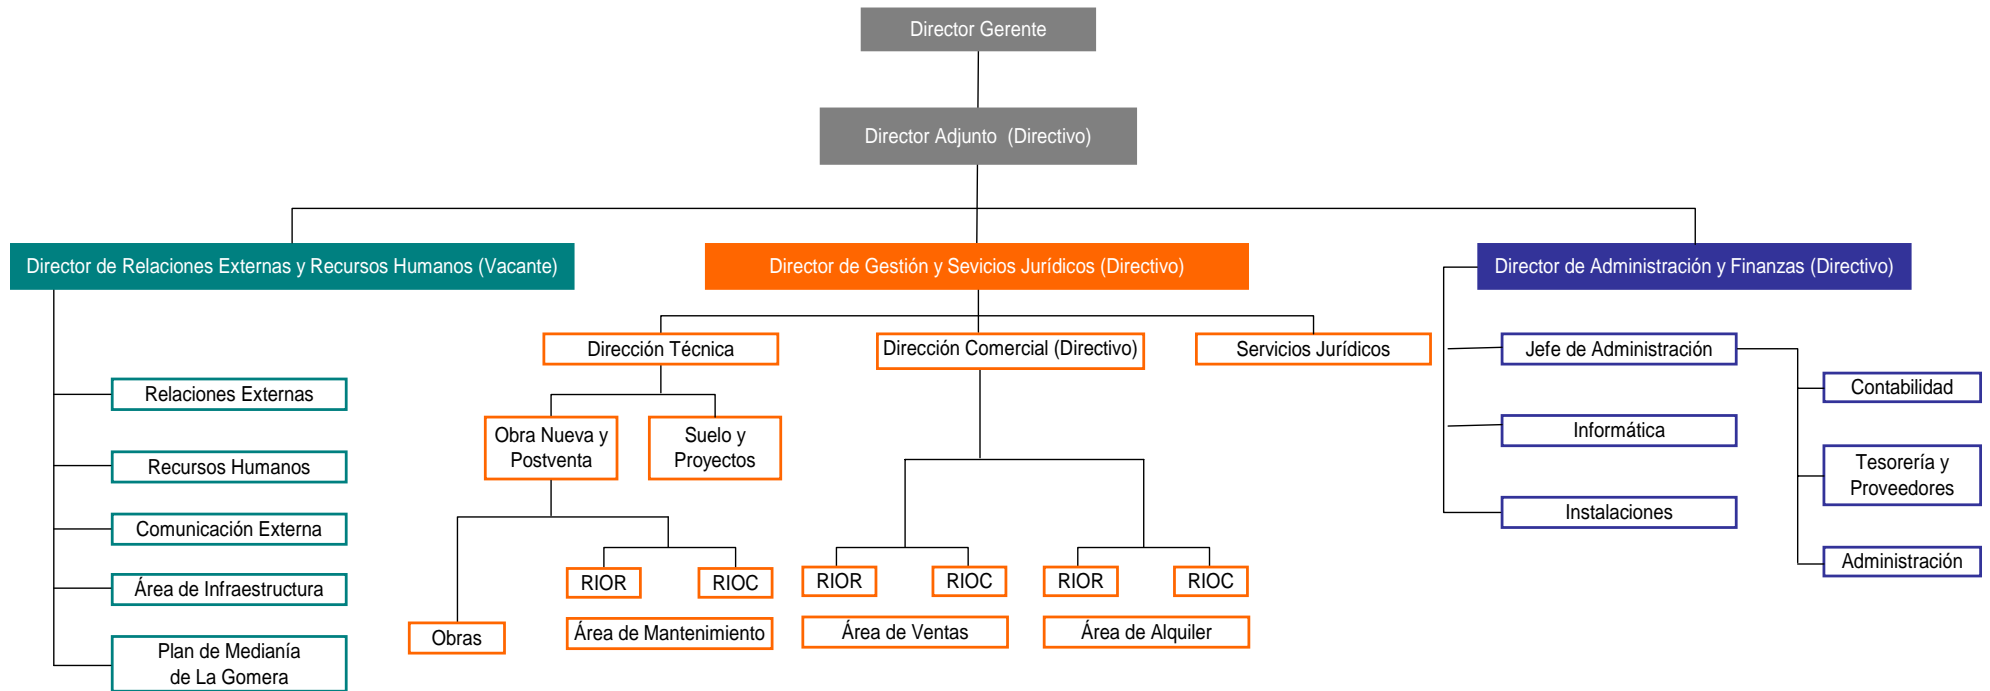 Director Gerente
Director Adjunto (Directivo)
Director de Relaciones Externas y Recursos Humanos (Vacante)
Director de Gestión y Sevicios Jurídicos (Directivo)
Director de Administración y Finanzas (Directivo)
Dirección Técnica
Dirección Comercial (Directivo)
Servicios Jurídicos
Jefe de Administración
Relaciones Externas
Recursos Humanos
Comunicación Externa
Área de Infraestructura
Plan de Medianía
de La Gomera
Obra Nueva y
Postventa
Suelo y
Proyectos
Obras
RIOR
RIOC
Área de Mantenimiento
RIOR
RIOC
Área de Ventas
RIOR
RIOC
Área de Alquiler
Informática
Instalaciones
Contabilidad
Tesorería y
Proveedores
Administración